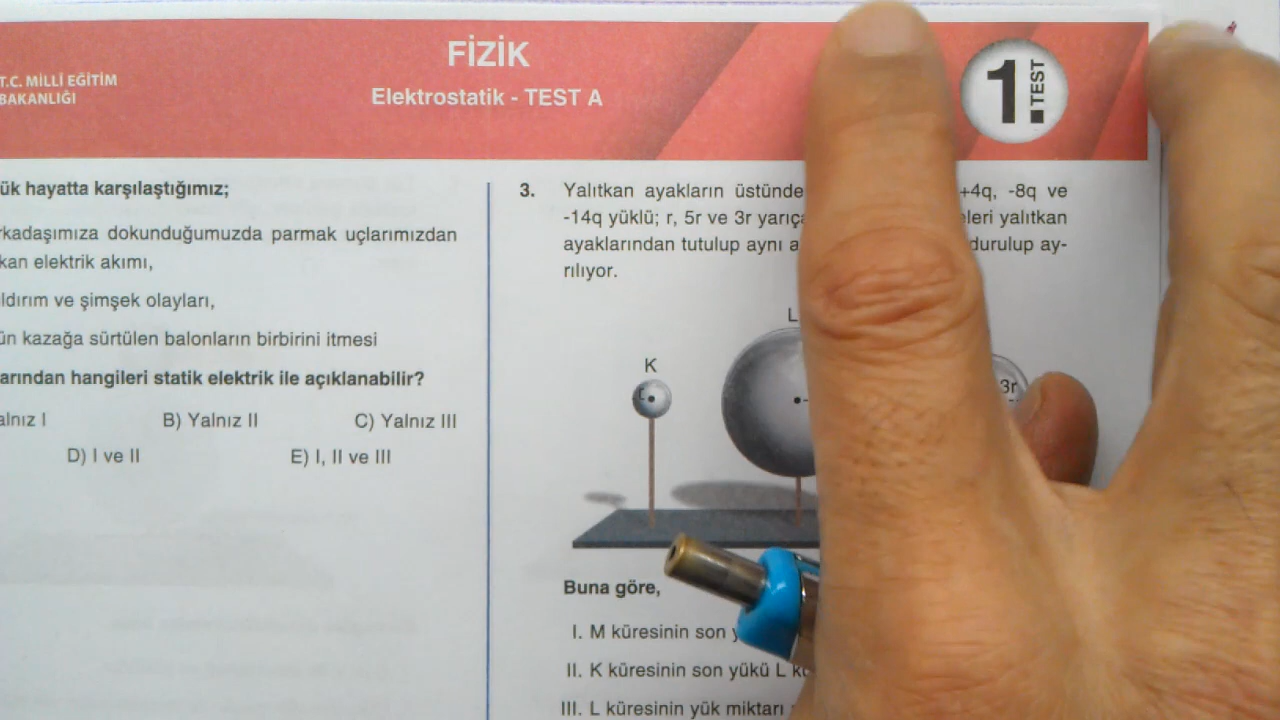 T.C. MİLLÎ EĞİTİM
BAKANLIĞI
FİZİK
Elektrostatik - TEST A
1.
TEST
ük hayatta karşılaştığımız;
rkadaşımıza dokunduğumuzda parmak uçlarımızdan
kan elektrik akımı,
ldırım ve şimşek olayları,
ün kazağa sürtülen balonların birbirini itmesi
arından hangileri statik elektrik ile açıklanabilir?
alnız I B) Yalnız II C) Yalnız III
D) I ve II E) I, II ve III
3. Yalıtkan ayakların üstünde +4q, -8q ve
-14q yüklü; r, 5r ve 3r yarıça eleri yalıtkan
ayaklarından tutulup aynı a durulup ay-
rılıyor.
L
K
3r
Buna göre,
I. M küresinin son
II. K küresinin son yükü L
III. L küresinin yük miktarı